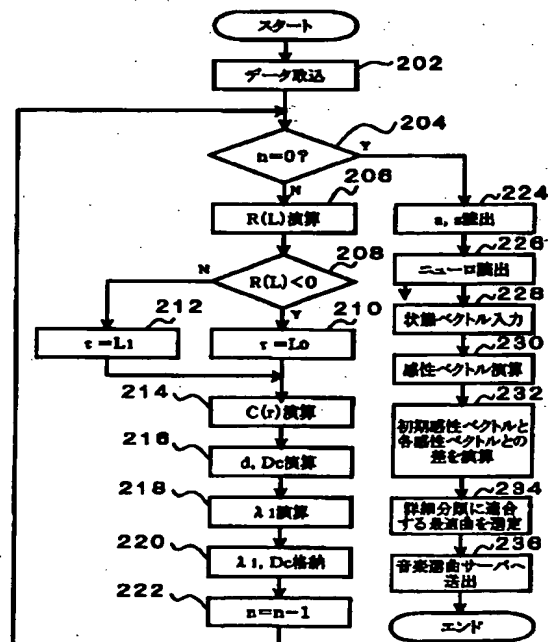 スタート
データ取込
202
n=0?
204
Y
N
206
R(L)演算
224
a, s読出
226
ニューロ読出
208
N
R(L)<0
Y
228
状態ベクトル入力
212
τ=L1
210
τ=L0
230
感性ベクトル演算
232
初期感性ベクトルと
各感性ベクトルとの
差を演算
214
C(r)演算
216
d, Dc演算
234
詳細分類に適合
する最適曲を選定
218
λ1演算
236
音楽選曲サーバへ
送出
220
λ1, Dc格納
222
n=n-1
エンド